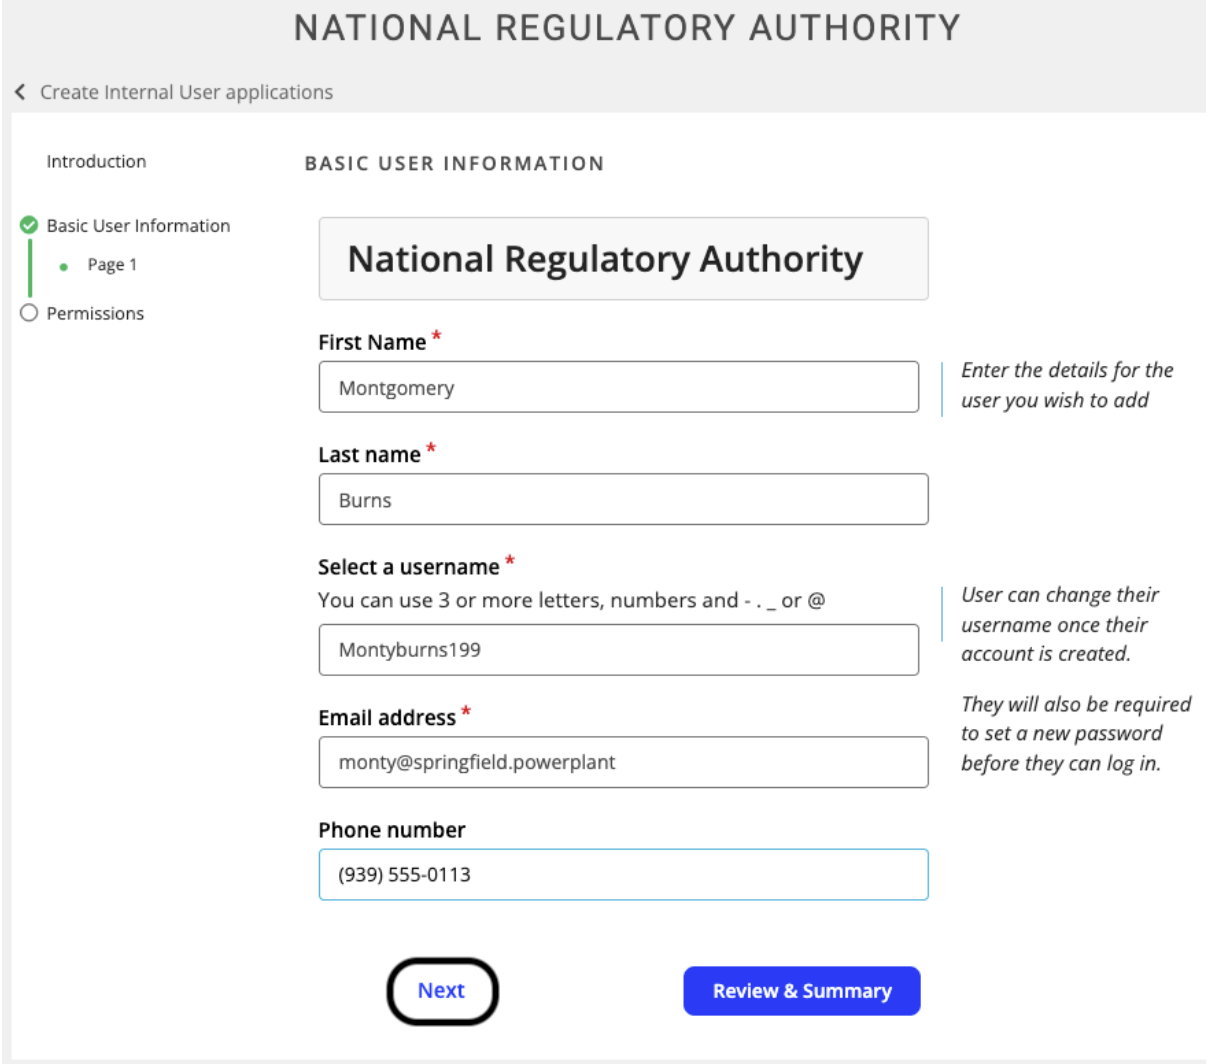 NATIONAL REGULATORY AUTHORITY
Create Internal User applications
Introduction
Basic User Information
Page 1
Permissions
BASIC USER INFORMATION
National Regulatory Authority
First Name *
Montgomery
Enter the details for the
user you wish to add
Last name *
Burns
Select a username *
You can use 3 or more letters, numbers and - . _ or @
Montyburns199
User can change their
username once their
account is created.
They will also be required
to set a new password
before they can log in.
Email address *
monty@springfield.powerplant
Phone number
(939) 555-0113
Next
Review & Summary